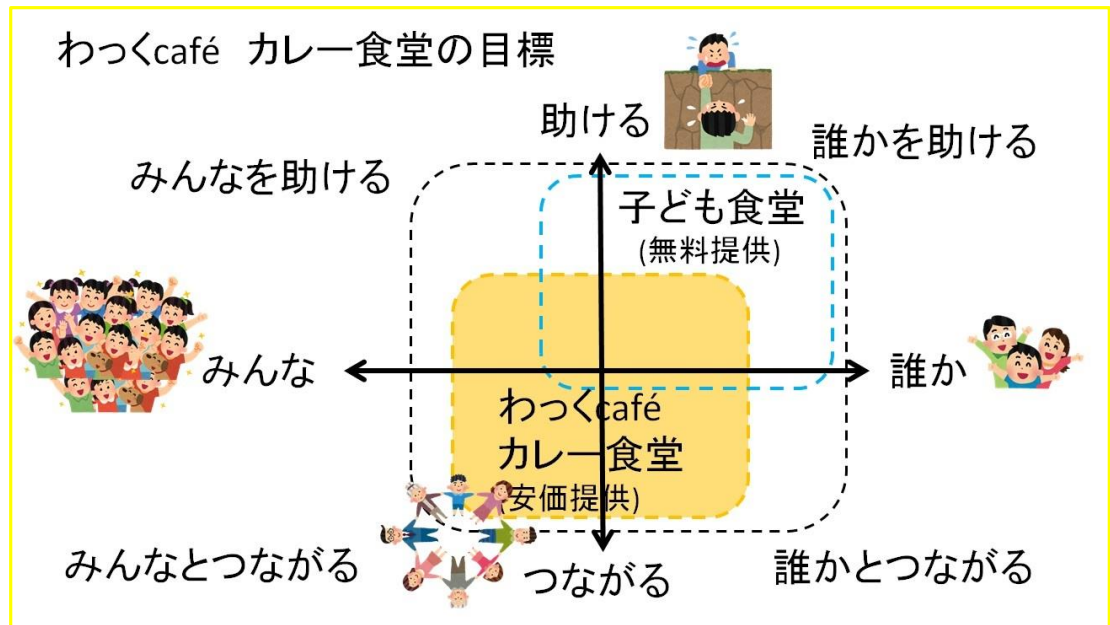 わっくcafé カレー食堂の目標
助ける
誰かを助ける
みんなを助ける
子ども食堂
(無料提供)
みんな
誰か
わっくcafé
カレー食堂
(安価提供)
みんなとつながる
つながる
誰かとつながる